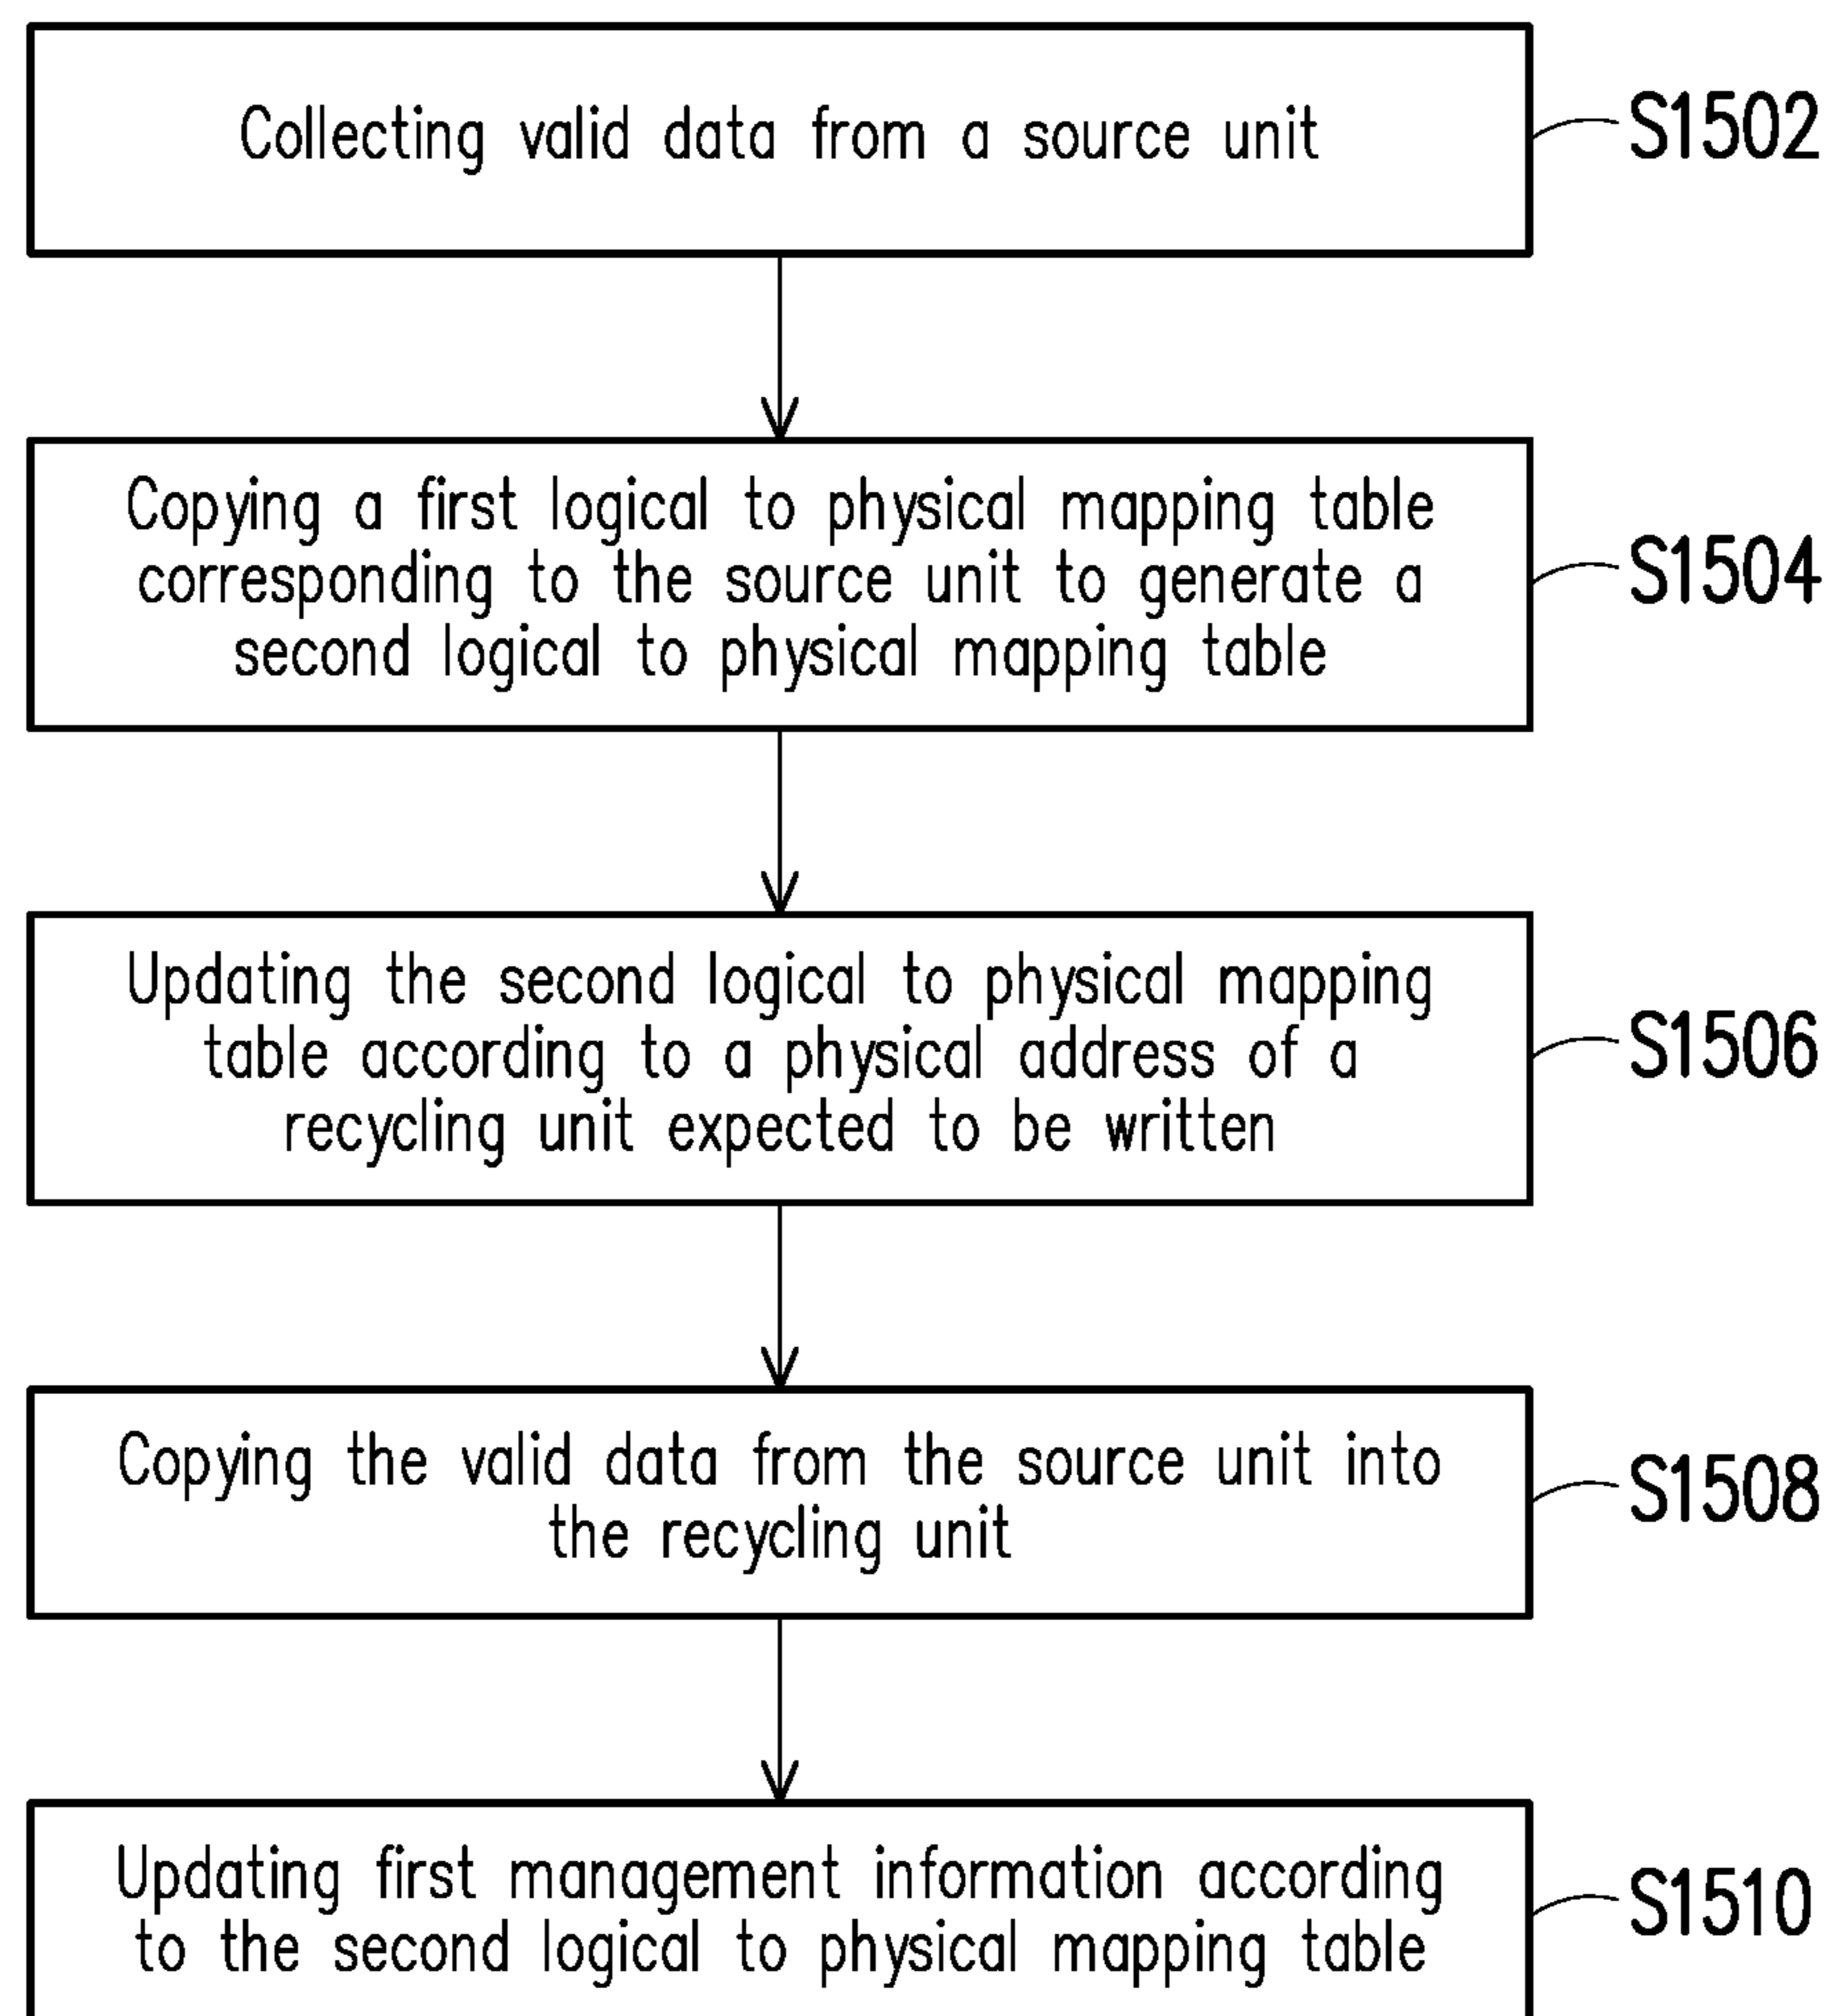 Collecting valid data from a source unit
S1502
Copying a first logical to physical mapping table
corresponding to the source unit to generate a
second logical to physical mapping table
S1504
Updating the second logical to physical mapping
table according to a physical address of a
recycling unit expected to be written
S1506
Copying the valid data from the source unit into
the recycling unit
S1508
Updating first management information according
to the second logical to physical mapping table
S1510